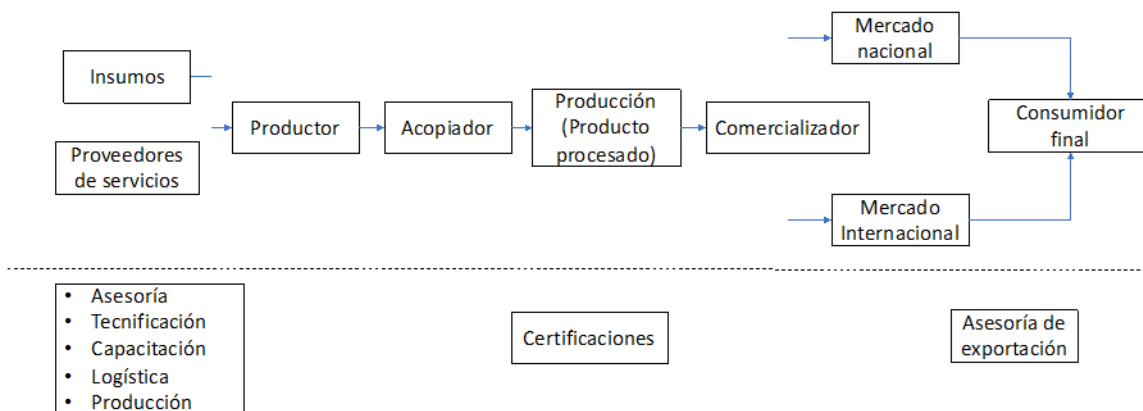 Insumos
Proveedores
de servicios
Productor
Acopiador
Producción
(Producto
procesado)
Comercializador
Mercado
nacional
Mercado
Internacional
Consumidor
final
• Asesoría
• Tecnificación
• Capacitación
• Logística
• Producción
Certificaciones
Asesoría de
exportación